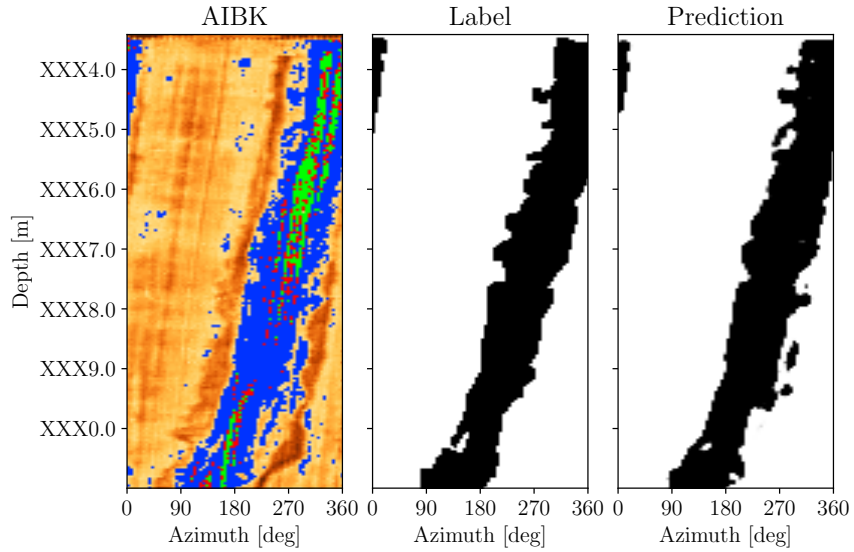 AIBK Label Prediction
XXX4.0
XXX5.0
XXX6.0
XXX7.0
XXX8.0
XXX9.0
XXX0.0
Depth [m]
0 90 180 270 360 0 90 180 270 360 0 90 180 270 360
Azimuth [deg] Azimuth [deg] Azimuth [deg]